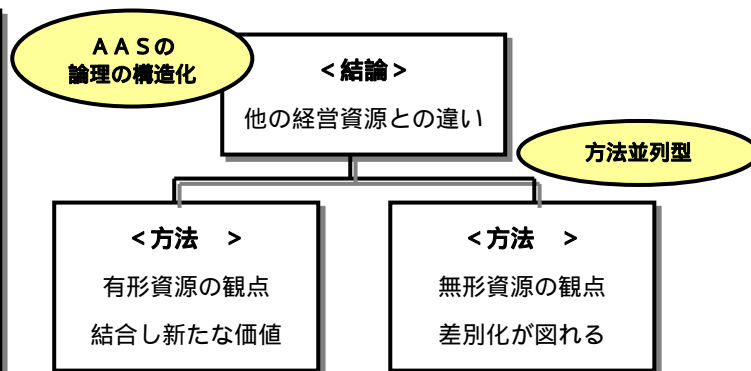 ＡＡＳの
論理の構造化
＜結論＞
他の経営資源との違い
方法並列型
＜方法　＞
有形資源の観点
結合し新たな価値
＜方法　＞
無形資源の観点
差別化が図れる